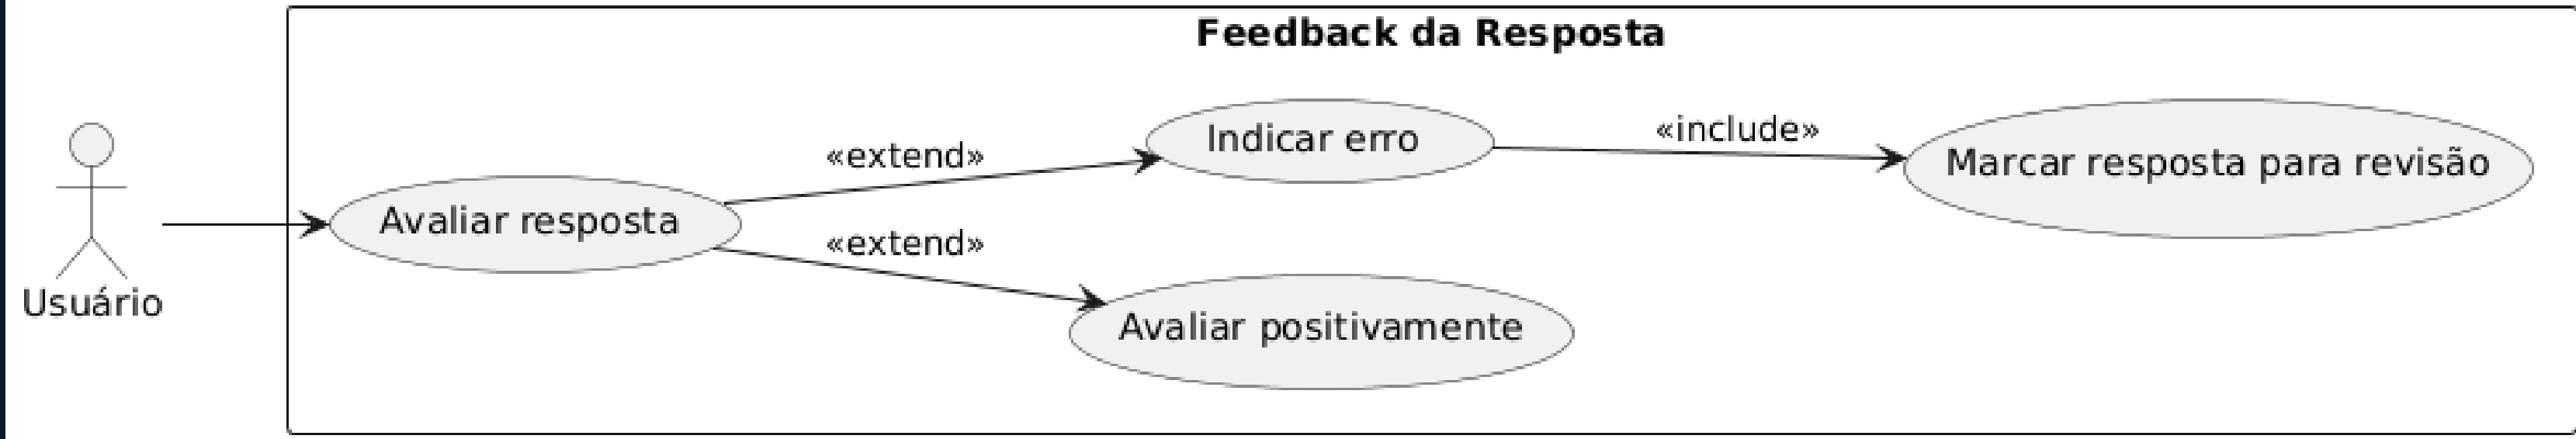 Feedback da Resposta
Usuário
Avaliar resposta
«extend»
Indicar erro
«include»
Marcar resposta para revisão
«extend»
Avaliar positivamente